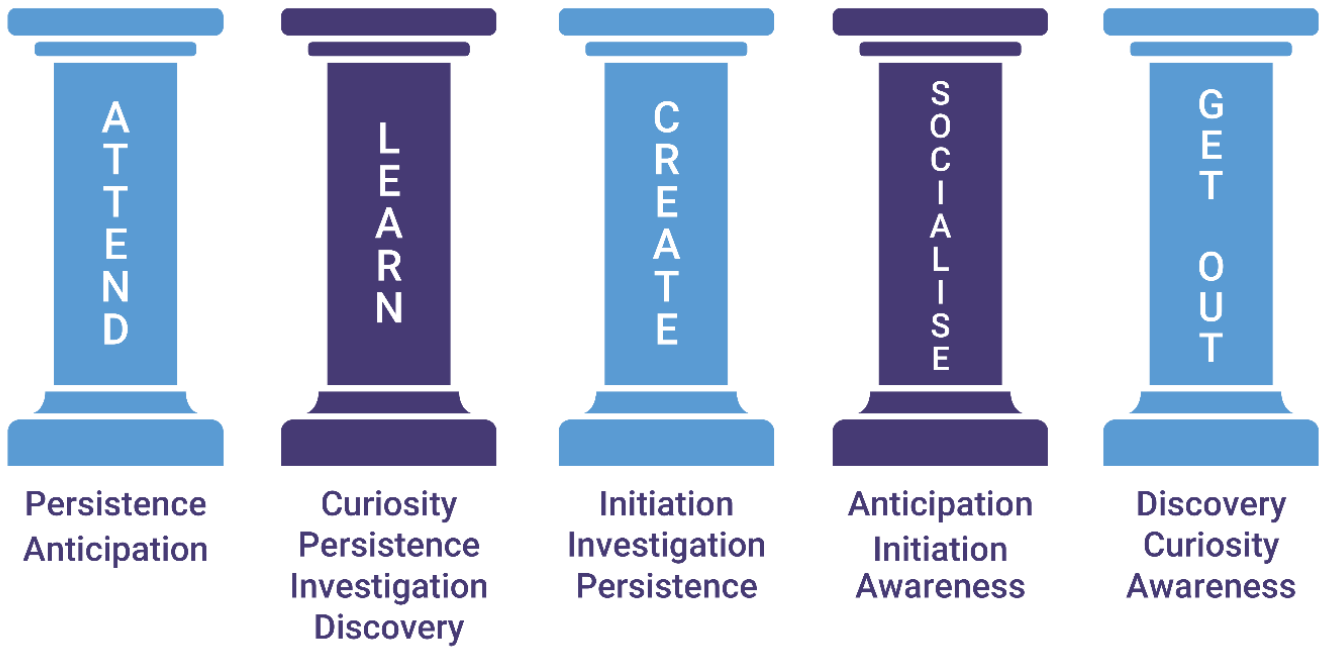 ATTEND
LEARN
CREATE
SOCIALISE
GET OUT
Persistence
Anticipation
Curiosity
Persistence
Investigation
Discovery
Initiation
Investigation
Persistence
Anticipation
Initiation
Awareness
Discovery
Curiosity
Awareness